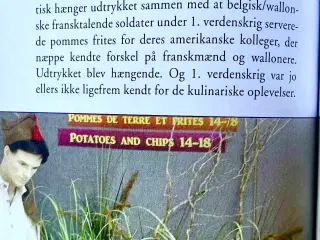 tisk hænger udtrykket sammen med at belgisk/wallon-
ske fransktalende soldater under 1. verdenskrig servere-
de pommes frites for deres amerikanske kolleger, der
næppe kendte forskel på franskmænd og wallonere.
Udtrykket blev hængende. Og 1. verdenskrig var jo
ellers ikke ligefrem kendt for de kulinariske oplevelser.
POMMES DE TERRE ET FRITES 14-18
POTATOES AND CHIPS 14-18